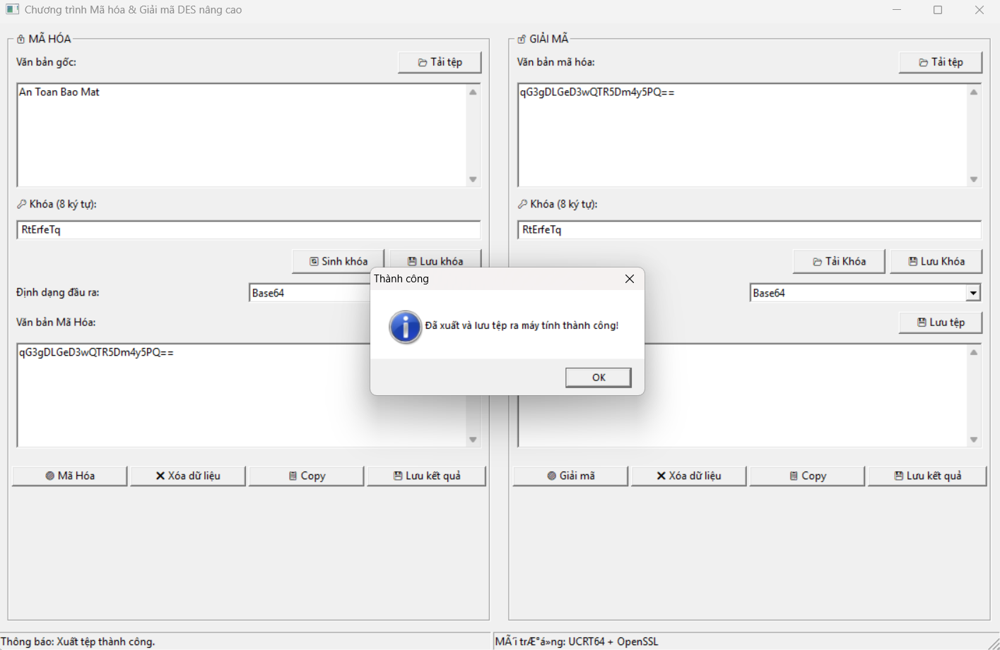 Chương trình Mã hóa & Giải mã DES nâng cao
MÃ HÓA
Văn bản gốc:
Tải tệp
An Toan Bao Mat
Khóa (8 ký tự):
RtErfeTq
Sinh khóa
Lưu khóa
Định dạng đầu ra:
Base64
Văn bản Mã Hóa:
qG3gDLGeD3wQTR5Dm4y5PQ==
Mã Hóa
Xóa dữ liệu
Copy
Lưu kết quả
GIẢI MÃ
Văn bản mã hóa:
Tải tệp
qG3gDLGeD3wQTR5Dm4y5PQ==
Khóa (8 ký tự):
RtErfeTq
Tải Khóa
Lưu Khóa
Base64
Lưu tệp
Giải mã
Xóa dữ liệu
Copy
Lưu kết quả
Thành công
Đã xuất và lưu tệp ra máy tính thành công!
OK
Thông báo: Xuất tệp thành công.
MÃ´i trÆ°á»ng: UCRT64 + OpenSSL